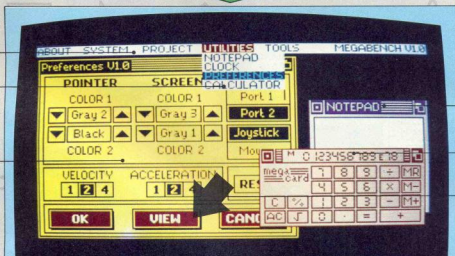 ABOUT SYSTEM PROJECT UTILITIES TOOLS MEGABENCH V1.0
NOTEPAD
CLOCK
PREFERENCES
CALCULATOR
Preferences V1.0
POINTER SCREEN
COLOR 1 COLOR 1 Port 1
Gray 2 Gray 3 Port 2
Black Gray 1 Joystick
COLOR 2 COLOR 2
VELOCITY ACCELERATION
1 2 4 1 2 4
OK VIEW
NOTEPAD
M 0.123456789E78
mega card 7 8 9 ÷ MR
4 5 6 × M-
C % 1 2 3 - M+
AC √ 0 . = +